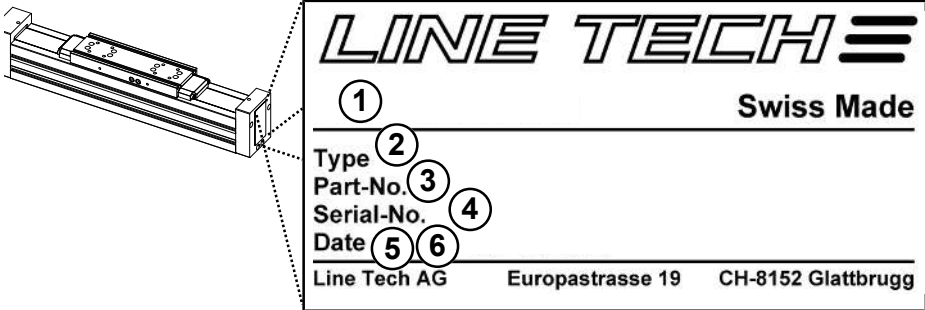 LINE TECH
1
Swiss Made
Type 2
Part-No. 3
Serial-No. 4
Date 5 6
Line Tech AG Europastrasse 19 CH-8152 Glattbrugg